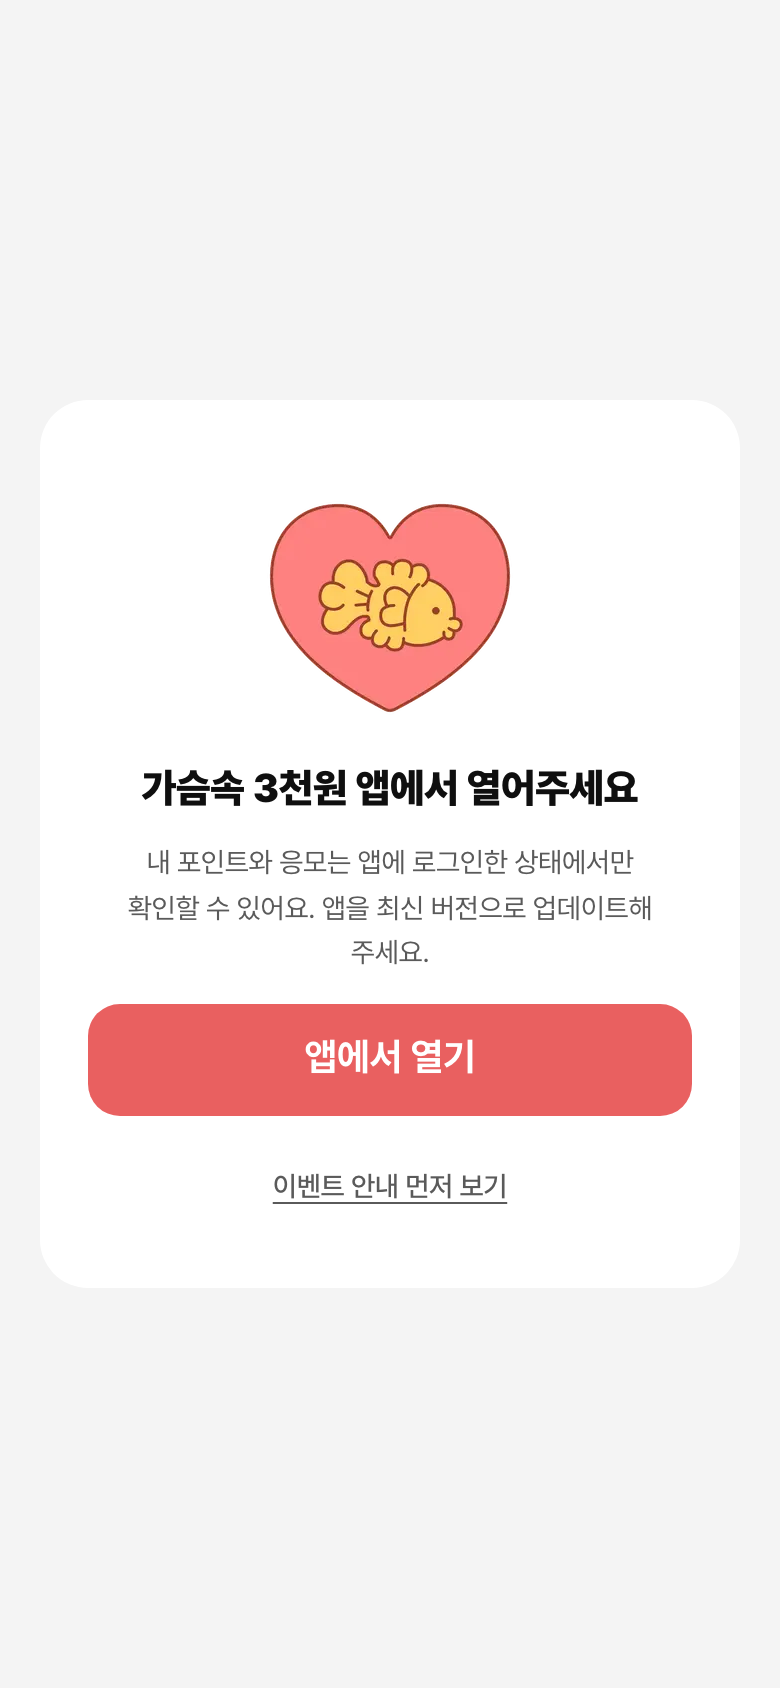 가슴속 3천원 앱에서 열어주세요
내 포인트와 응모는 앱에 로그인한 상태에서만
확인할 수 있어요. 앱을 최신 버전으로 업데이트해
주세요.
앱에서 열기
이벤트 안내 먼저 보기